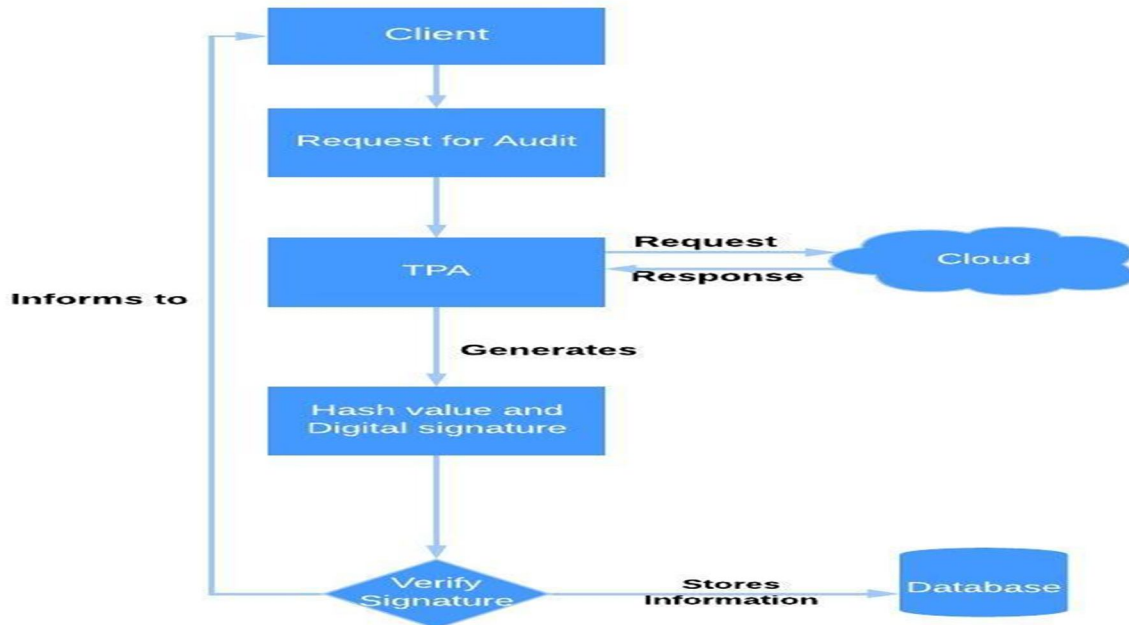 Client
Request for Audit
TPA
Request
Response
Cloud
Informs to
Generates
Hash value and
Digital signature
Verify
Signature
Stores
Information
Database